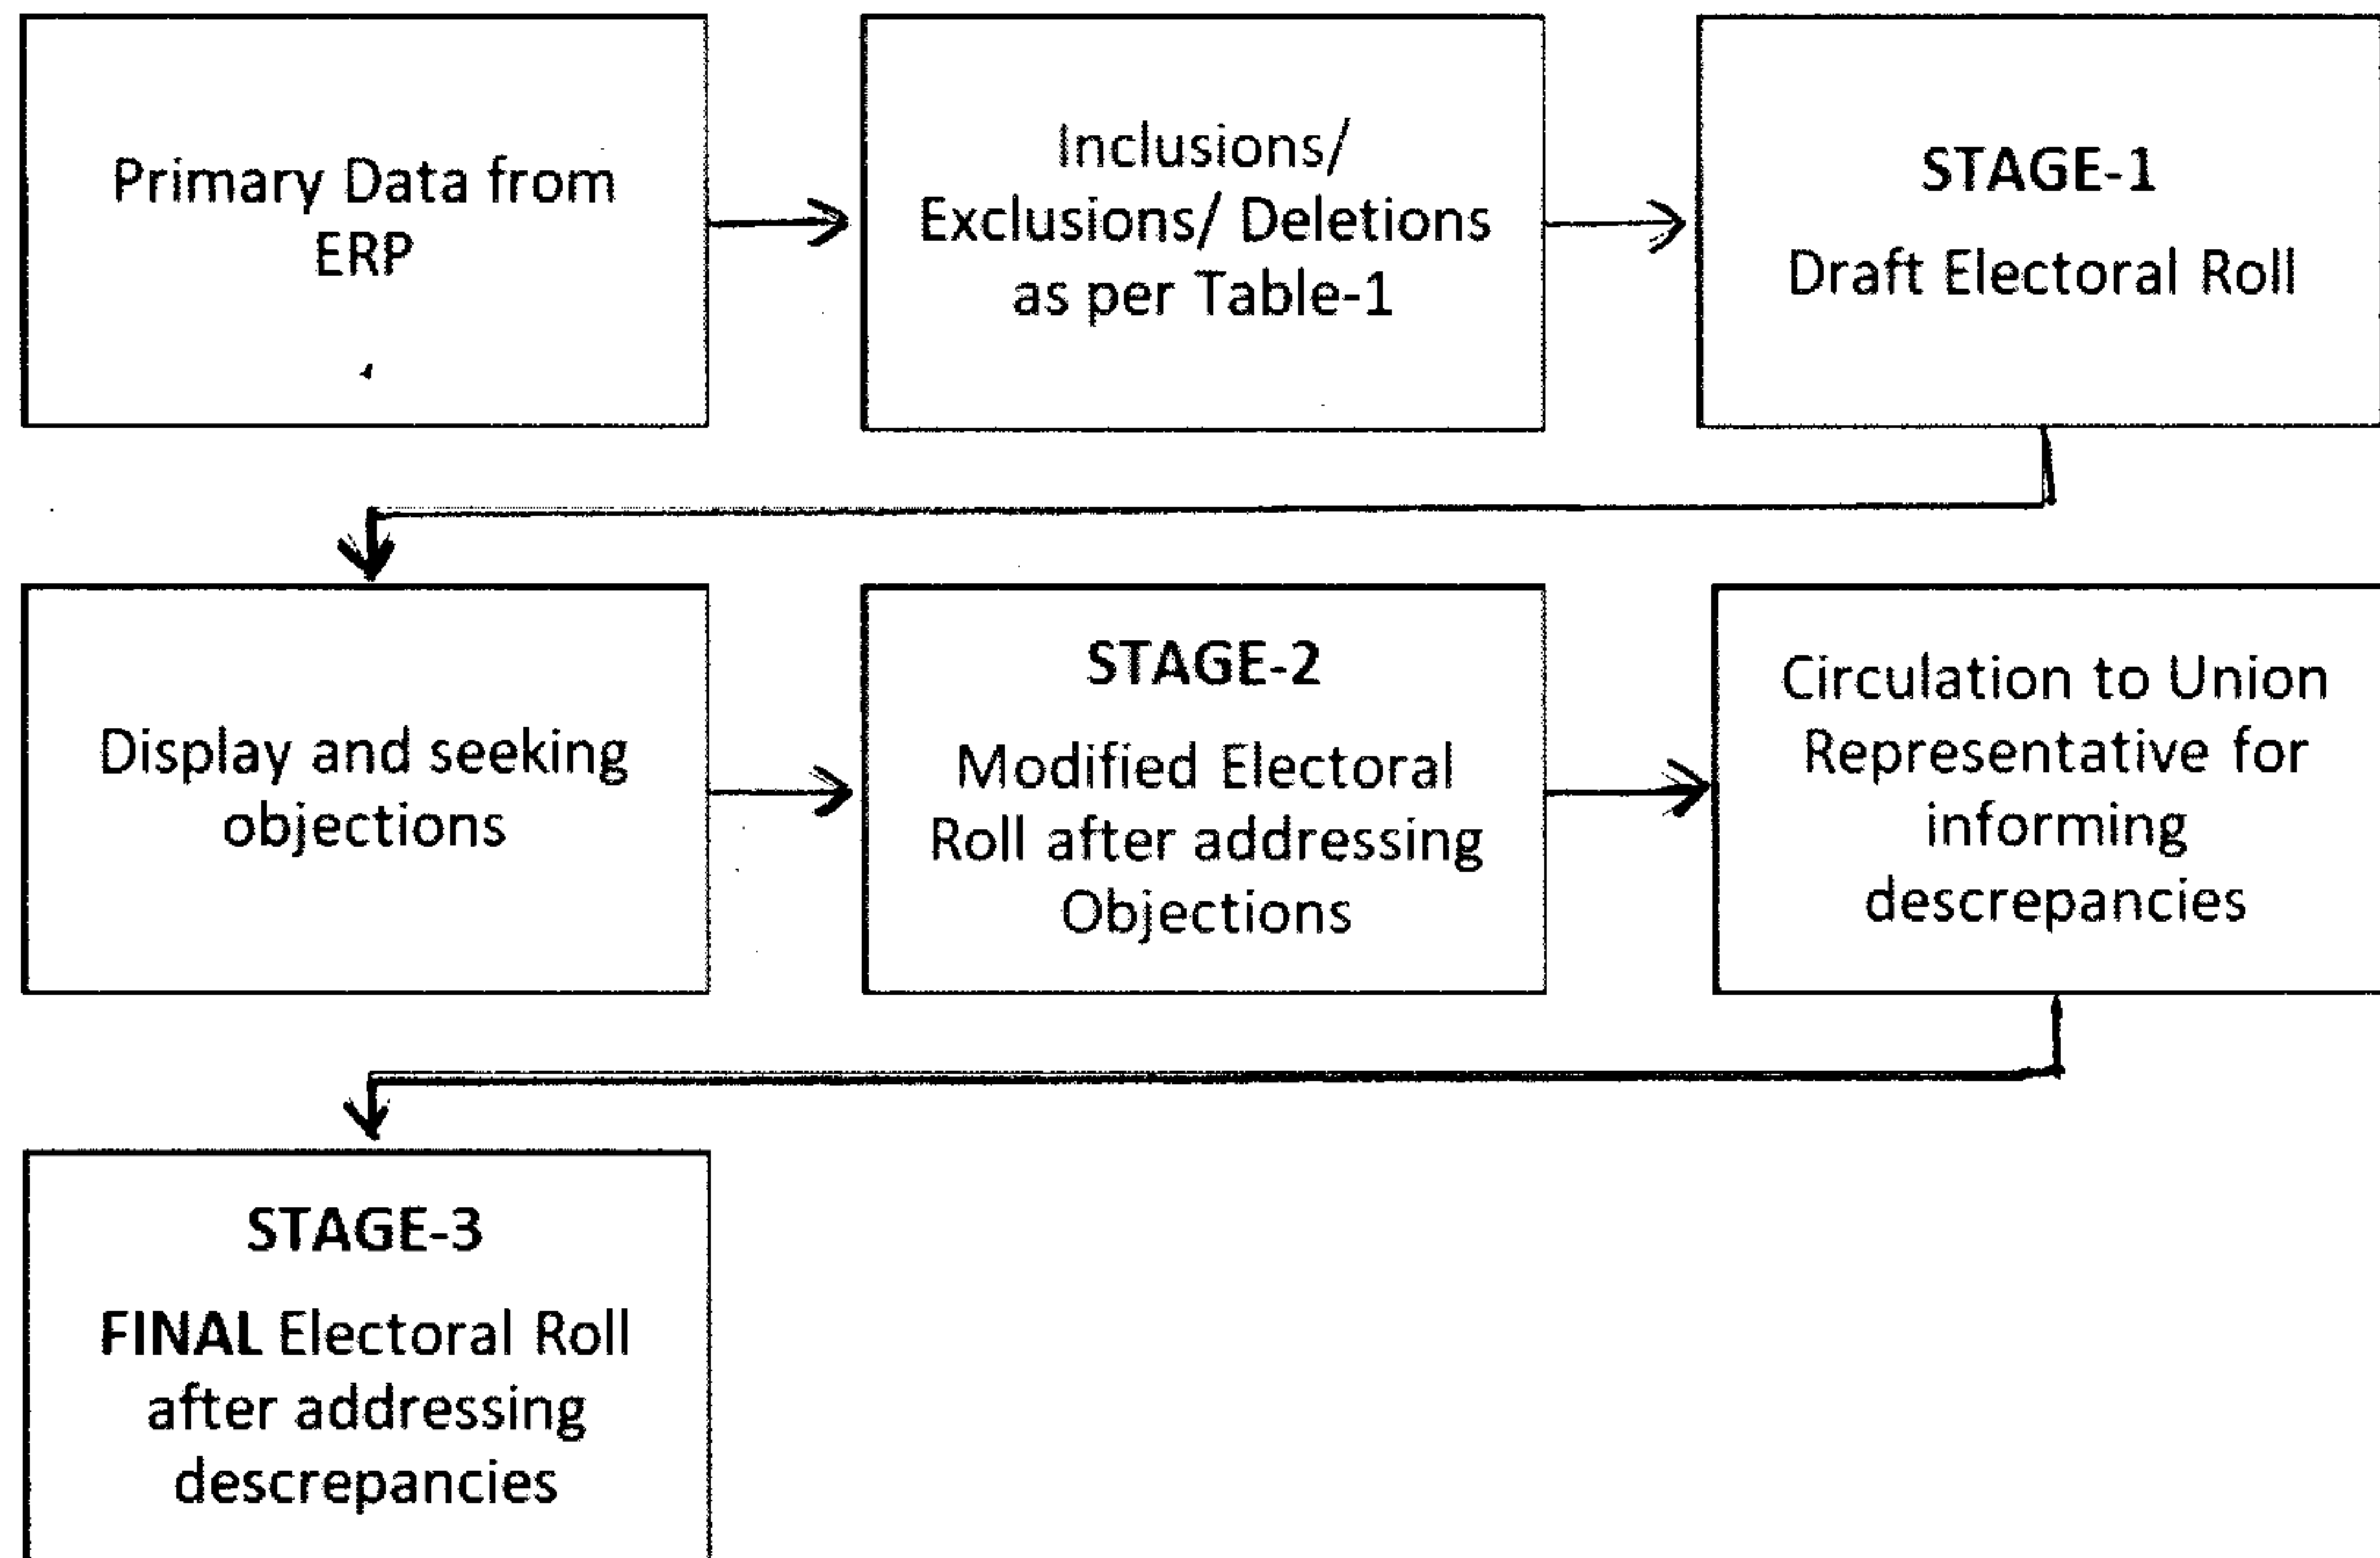 Primary Data from
ERP
Inclusions/
Exclusions/ Deletions
as per Table-1
STAGE-1
Draft Electoral Roll
Display and seeking
objections
STAGE-2
Modified Electoral
Roll after addressing
Objections
Circulation to Union
Representative for
informing
descrepancies
STAGE-3
FINAL Electoral Roll
after addressing
descrepancies